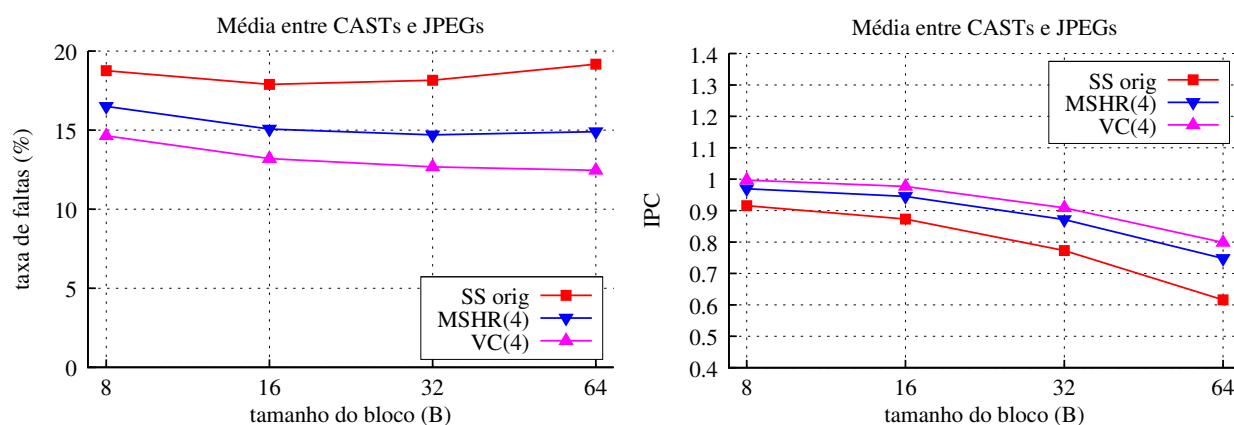 Média entre CASTs e JPEGs
taxa de faltas (%)
20
15
10
5
0
SS orig
MSHR(4)
VC(4)
8 16 32 64
tamanho do bloco (B)
Média entre CASTs e JPEGs
IPC
1.4
1.3
1.2
1.1
1
0.9
0.8
0.7
0.6
0.5
0.4
SS orig
MSHR(4)
VC(4)
8 16 32 64
tamanho do bloco (B)